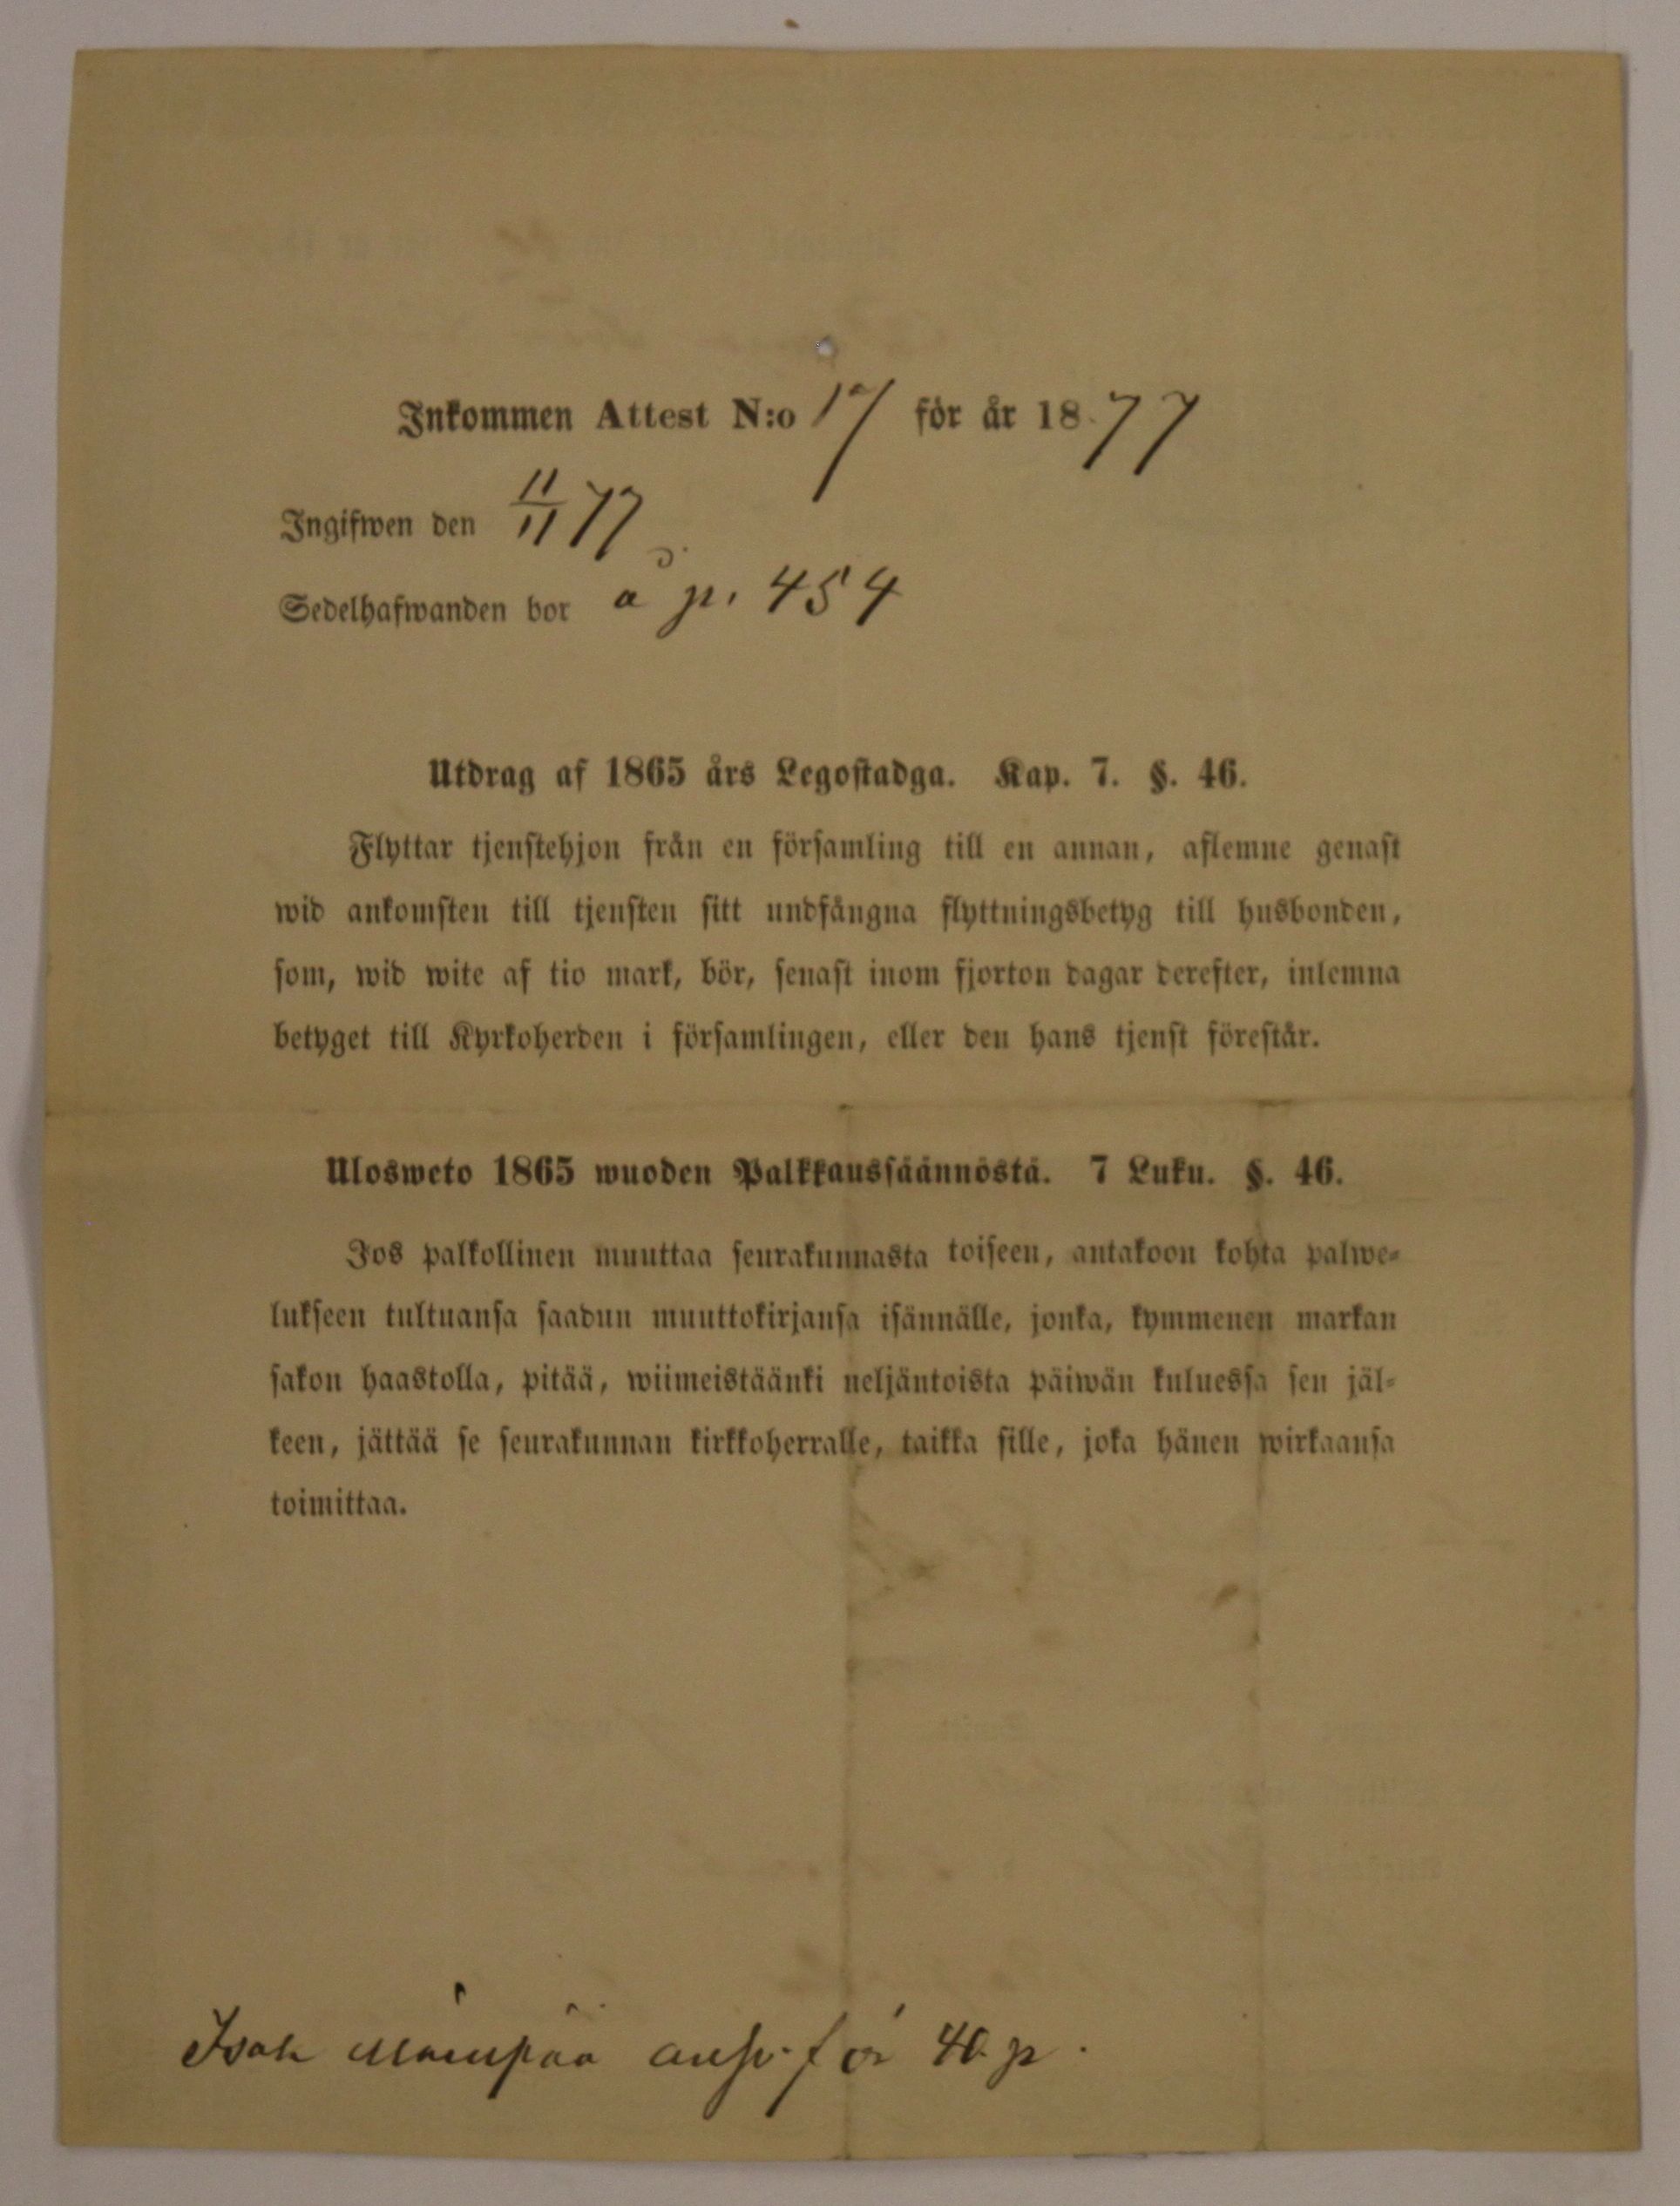 Inkommen Attest N:o 17 för år 1877
Ingifwen den 11/11 77
Sedelhafwanden bor å p. 454
Utdrag af 1865 års Legostadga. Kap. 7. §. 46.
Flyttar tjenstehjon från en församling till en annan, aflemne genast
wid ankomsten till tjensten sitt undfångna flyttningsbetyg till husbonden,
som, wid wite af tio mark, bör, senast inom fjorton dagar derefter, inlemna
betyget till Kyrkoherden i församlingen, eller den hans tjenst förestår.
Ulosweto 1865 wuoden Palkkaussäännöstä. 7 Luku. §. 46.
Jos palkollinen muuttaa seurakunnasta toiseen, antakoon kohta palwe-
lukseen tultuansa saadun muuttokirjansa isännälle, jonka, kymmenen markan
sakon haastolla, pitää, wiimeistäänki neljäntoista päiwän kuluessa sen jäl-
keen, jättää se seurakunnan kirkkoherralle, taikka sille, joka hänen wirkaansa
toimittaa.
Isak för 40 p.